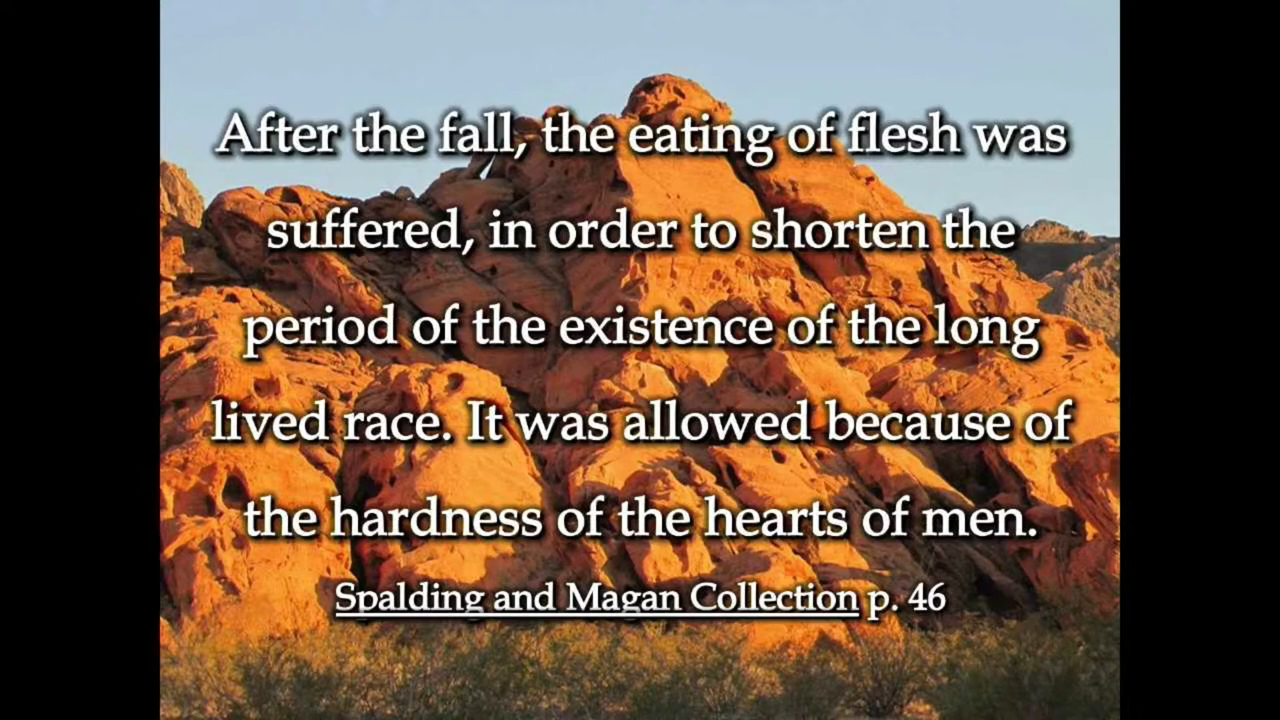 After the fall, the eating of flesh was
suffered, in order to shorten the
period of the existence of the long
lived race. It was allowed because of
the hardness of the hearts of men.
Spalding and Magan Collection p. 46